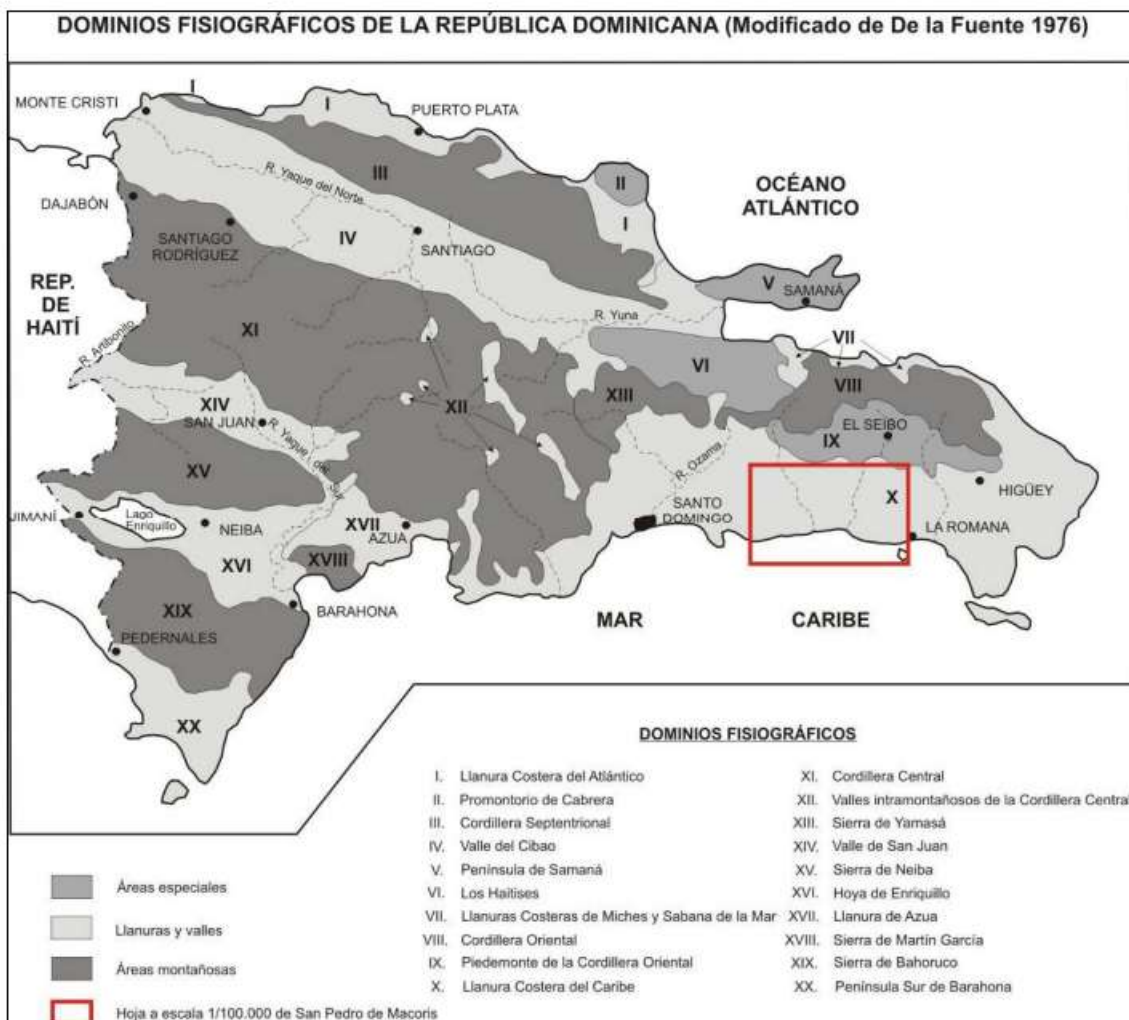 DOMINIOS FISIOGRÁFICOS DE LA REPÚBLICA DOMINICANA (Modificado de De la Fuente 1976)
I
MONTE CRISTI
I
PUERTO PLATA
III
R. Yaque del Norte
II
OCÉANO
ATLÁNTICO
DAJABÓN
SANTIAGO
RODRÍGUEZ
IV
SANTIAGO
I
REP.
DE
HAITÍ
V
SAMANÁ
R. Artibonito
XI
R. Yuna
VII
VI
VIII
XII
XIII
XIV
SAN JUAN
R. Yaque del Sur
IX
EL SEIBO
XV
R. Ozama
HIGÜEY
X
JIMANÍ
Lago
Enriquillo
NEIBA
XVII
AZUA
SANTO
DOMINGO
LA ROMANA
XVI
XVIII
XIX
BARAHONA
MAR
CARIBE
PEDERNALES
XX
DOMINIOS FISIOGRÁFICOS
I. Llanura Costera del Atlántico
II. Promontorio de Cabrera
III. Cordillera Septentrional
IV. Valle del Cibao
V. Península de Samaná
VI. Los Haitises
VII. Llanuras Costeras de Miches y Sabana de la Mar
VIII. Cordillera Oriental
IX. Piedemonte de la Cordillera Oriental
X. Llanura Costera del Caribe
XI. Cordillera Central
XII. Valles intramontañosos de la Cordillera Central
XIII. Sierra de Yamasá
XIV. Valle de San Juan
XV. Sierra de Neiba
XVI. Hoya de Enriquillo
XVII. Llanura de Azua
XVIII. Sierra de Martín García
XIX. Sierra de Bahoruco
XX. Península Sur de Barahona
Áreas especiales
Llanuras y valles
Áreas montañosas
Hoja a escala 1/100.000 de San Pedro de Macoris